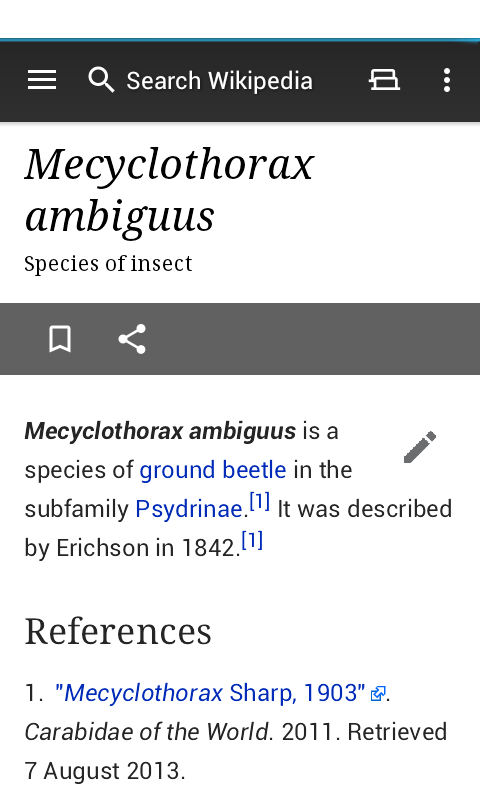 Search Wikipedia
Mecyclothorax
ambiguus
Species of insect
Mecyclothorax ambiguus is a
species of ground beetle in the
subfamily Psydrinae.[1] It was described
by Erichson in 1842.[1]
References
1. "Mecyclothorax Sharp, 1903" .
Carabidae of the World. 2011. Retrieved
7 August 2013.